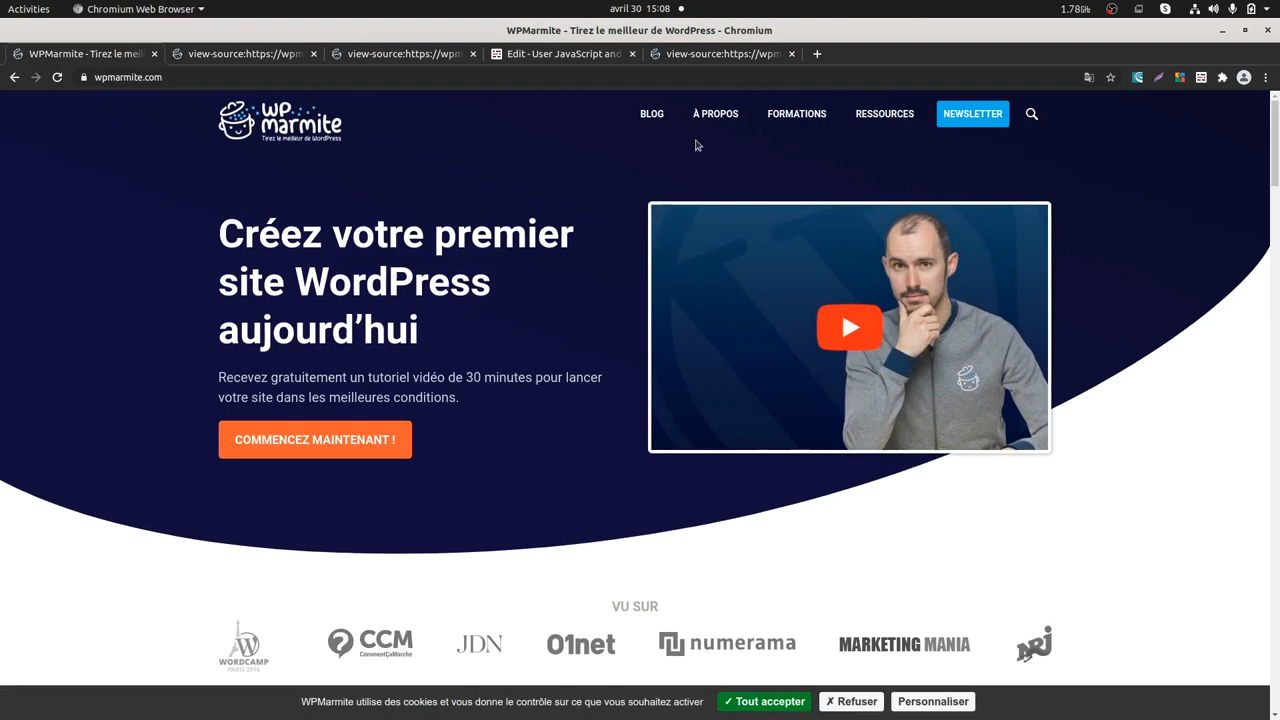 Activities
Chromium Web Browser
avril 30 15:08
1.78GHz
WPMarmite - Tirez le meilleur de WordPress - Chromium
WPMarmite - Tirez le meil
view-source:https://wpm
view-source:https://wpm
Edit - User JavaScript and
view-source:https://wpm
wpmarmite.com
WP
marmite
Tirez le meilleur de WordPress
BLOG
À PROPOS
FORMATIONS
RESSOURCES
NEWSLETTER
Créez votre premier
site WordPress
aujourd’hui
Recevez gratuitement un tutoriel vidéo de 30 minutes pour lancer
votre site dans les meilleures conditions.
COMMENCEZ MAINTENANT !
VU SUR
WORDCAMP
PARIS 2016
CCM
CommentÇaMarche
JDN
01net
numerama
MARKETING MANIA
NRJ
WPMarmite utilise des cookies et vous donne le contrôle sur ce que vous souhaitez activer
✓ Tout accepter
✗ Refuser
Personnaliser